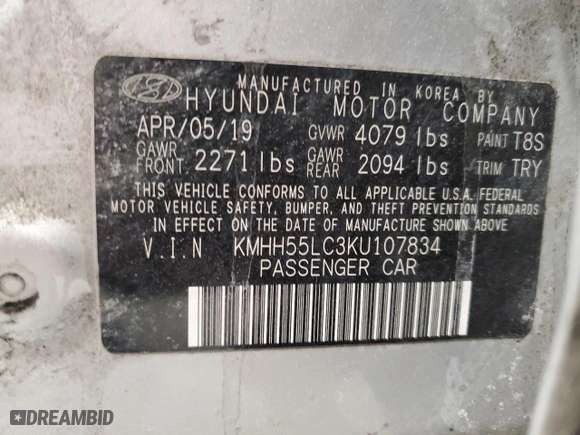 MANUFACTURED IN KOREA BY
HYUNDAI MOTOR COMPANY
APR/05/19 GVWR 4079 lbs PAINT T8S
GAWR FRONT 2271 lbs GAWR REAR 2094 lbs TRIM TRY
THIS VEHICLE CONFORMS TO ALL APPLICABLE U.S.A. FEDERAL
MOTOR VEHICLE SAFETY, BUMPER, AND THEFT PREVENTION STANDARDS
IN EFFECT ON THE DATE OF MANUFACTURE SHOWN ABOVE
V.I.N KMHH55LC3KU107834
PASSENGER CAR
DREAMBID